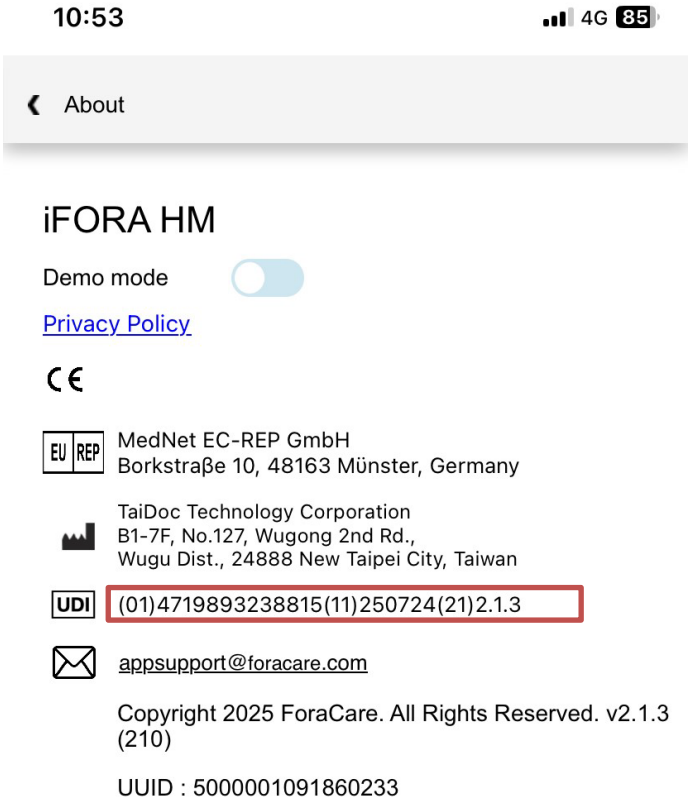 10:53 4G 85
About
iFORA HM
Demo mode
Privacy Policy
CE
EU REP MedNet EC-REP GmbH
Borkstraße 10, 48163 Münster, Germany
TaiDoc Technology Corporation
B1-7F, No.127, Wugong 2nd Rd.,
Wugu Dist., 24888 New Taipei City, Taiwan
UDI (01)4719893238815(11)250724(21)2.1.3
appsupport@foracare.com
Copyright 2025 ForaCare. All Rights Reserved. v2.1.3
(210)
UUID : 5000001091860233